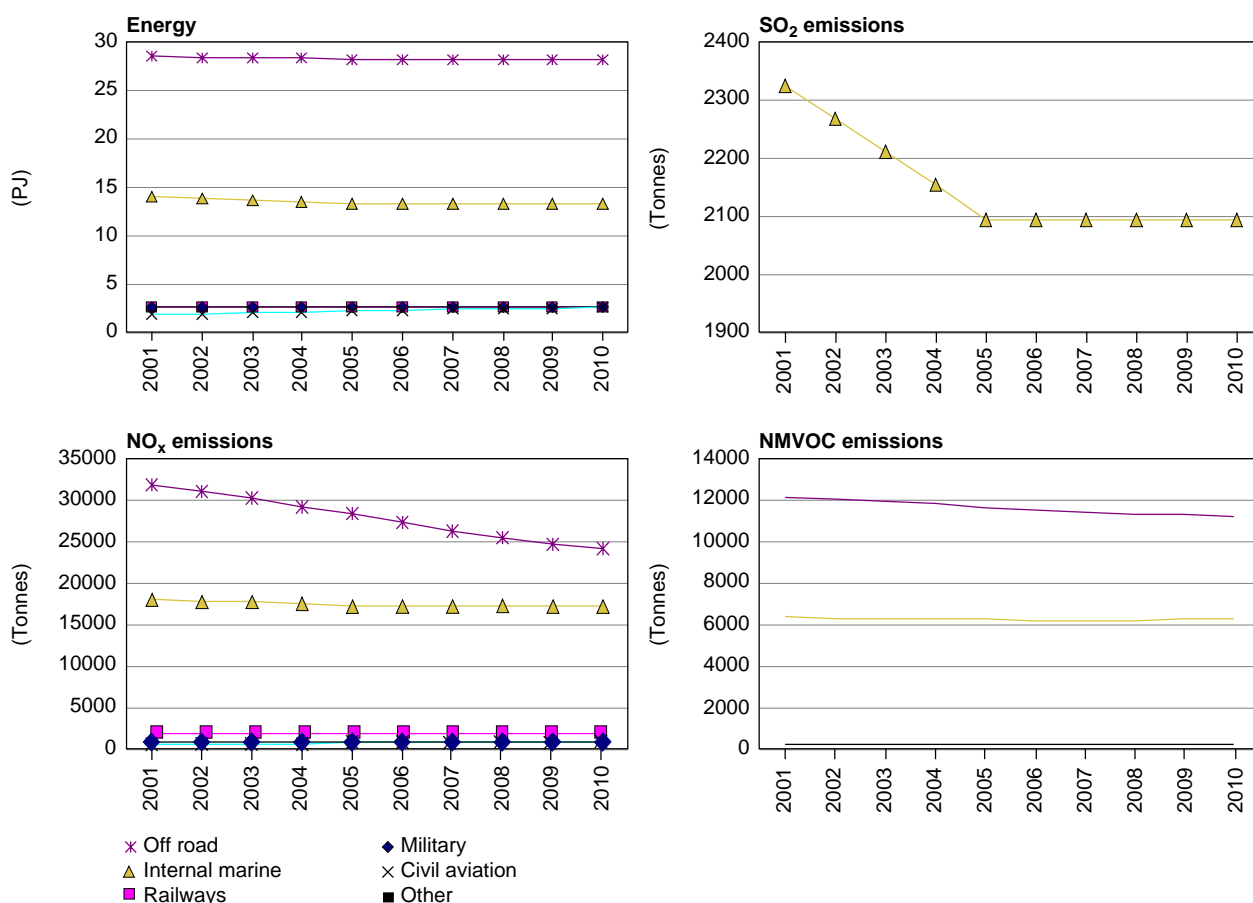 Energy
30
25
20
15
10
5
0
(PJ)
2001 2002 2003 2004 2005 2006 2007 2008 2009 2010
SO2 emissions
2400
2300
2200
2100
2000
1900
(Tonnes)
2001 2002 2003 2004 2005 2006 2007 2008 2009 2010
NOx emissions
35000
30000
25000
20000
15000
10000
5000
0
(Tonnes)
2001 2002 2003 2004 2005 2006 2007 2008 2009 2010
NMVOC emissions
14000
12000
10000
8000
6000
4000
2000
0
(Tonnes)
2001 2002 2003 2004 2005 2006 2007 2008 2009 2010
Off road
Internal marine
Railways
Military
Civil aviation
Other